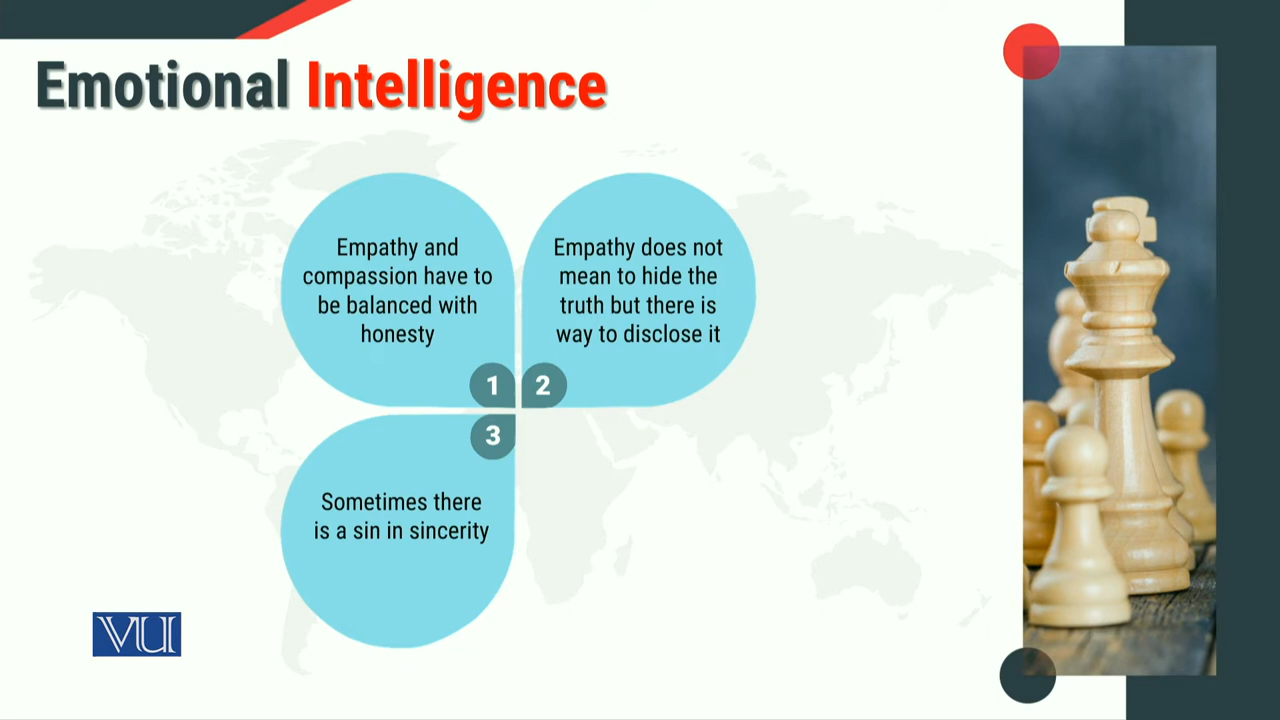 Emotional Intelligence
Empathy and
compassion have to
be balanced with
honesty
1
Empathy does not
mean to hide the
truth but there is
way to disclose it
2
3
Sometimes there
is a sin in sincerity
VU